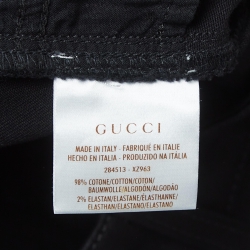 GUCCI
MADE IN ITALY - FABRIQUÉ EN ITALIE
HECHO EN ITALIA - PRODUZIDO NA ITÁLIA
284513 - XZ963
98% COTONE/COTTON/COTON/
BAUMWOLLE/ALGODÓN/ALGODÃO
2% ELASTAN/ELASTANE/ELASTHANNE/
ELASTHAN/ELASTANO/ELASTANO